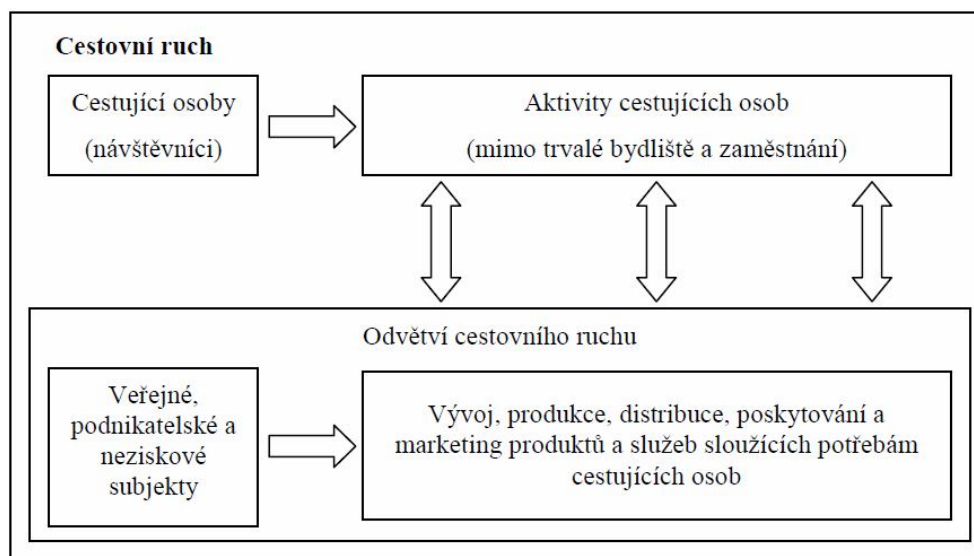 Cestovní ruch
Cestující osoby
(návštěvníci)
Aktivity cestujících osob
(mimo trvalé bydliště a zaměstnání)
Odvětví cestovního ruchu
Veřejné,
podnikatelské a
neziskové
subjekty
Vývoj, produkce, distribuce, poskytování a
marketing produktů a služeb sloužících potřebám
cestujících osob